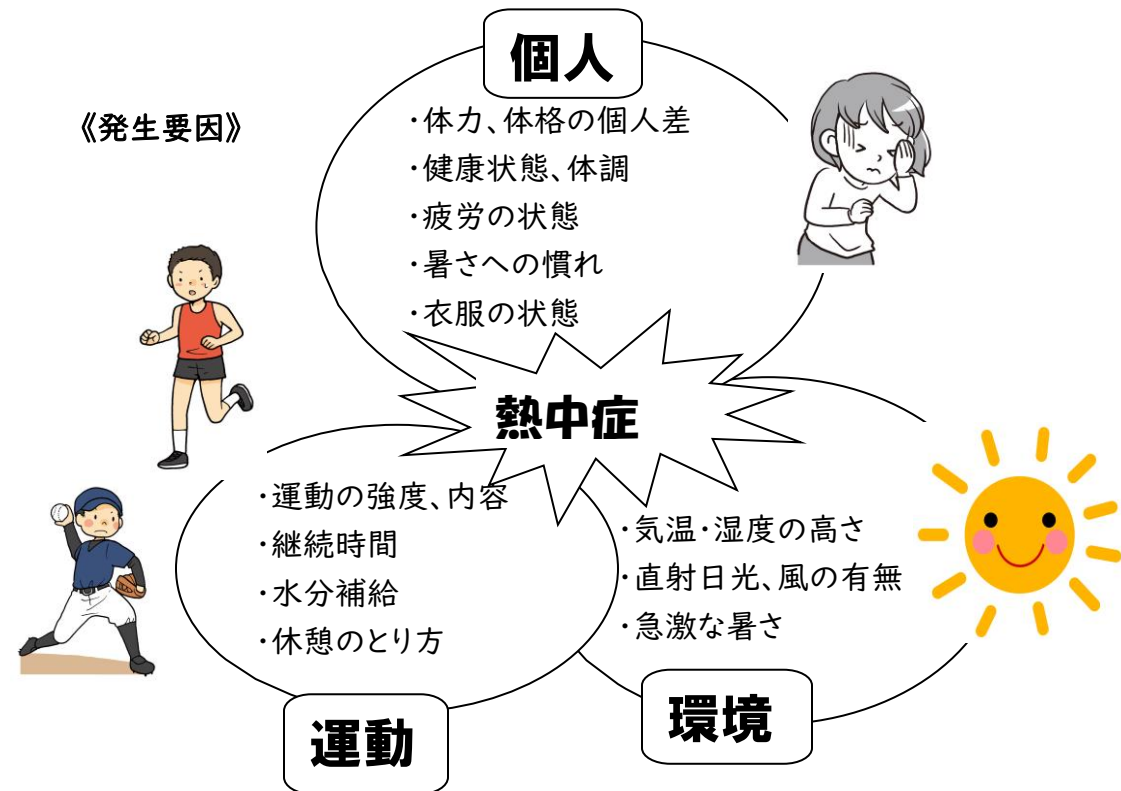 個人
《発生要因》
・体力、体格の個人差
・健康状態、体調
・疲労の状態
・暑さへの慣れ
・衣服の状態
熱中症
・運動の強度、内容
・継続時間
・水分補給
・休憩のとり方
運動
・気温・湿度の高さ
・直射日光、風の有無
・急激な暑さ
環境